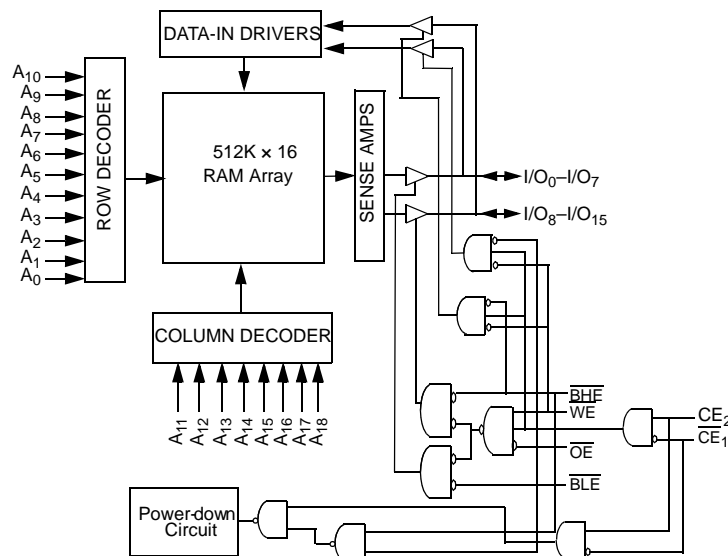 DATA-IN DRIVERS
A10
A9
A8
A7
A6
A5
A4
A3
A2
A1
A0
ROW DECODER
512K × 16
RAM Array
SENSE AMPS
I/O0–I/O7
I/O8–I/O15
COLUMN DECODER
A11
A12
A13
A14
A15
A16
A17
A18
BHE
WE
OE
BLE
CE2
CE1
Power-down
Circuit